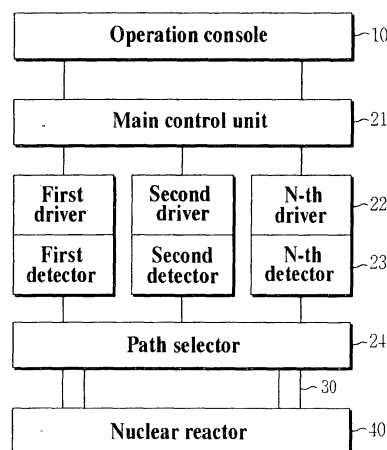 Operation console
10
Main control unit
21
First driver
Second driver
N-th driver
22
First detector
Second detector
N-th detector
23
Path selector
24
30
Nuclear reactor
40